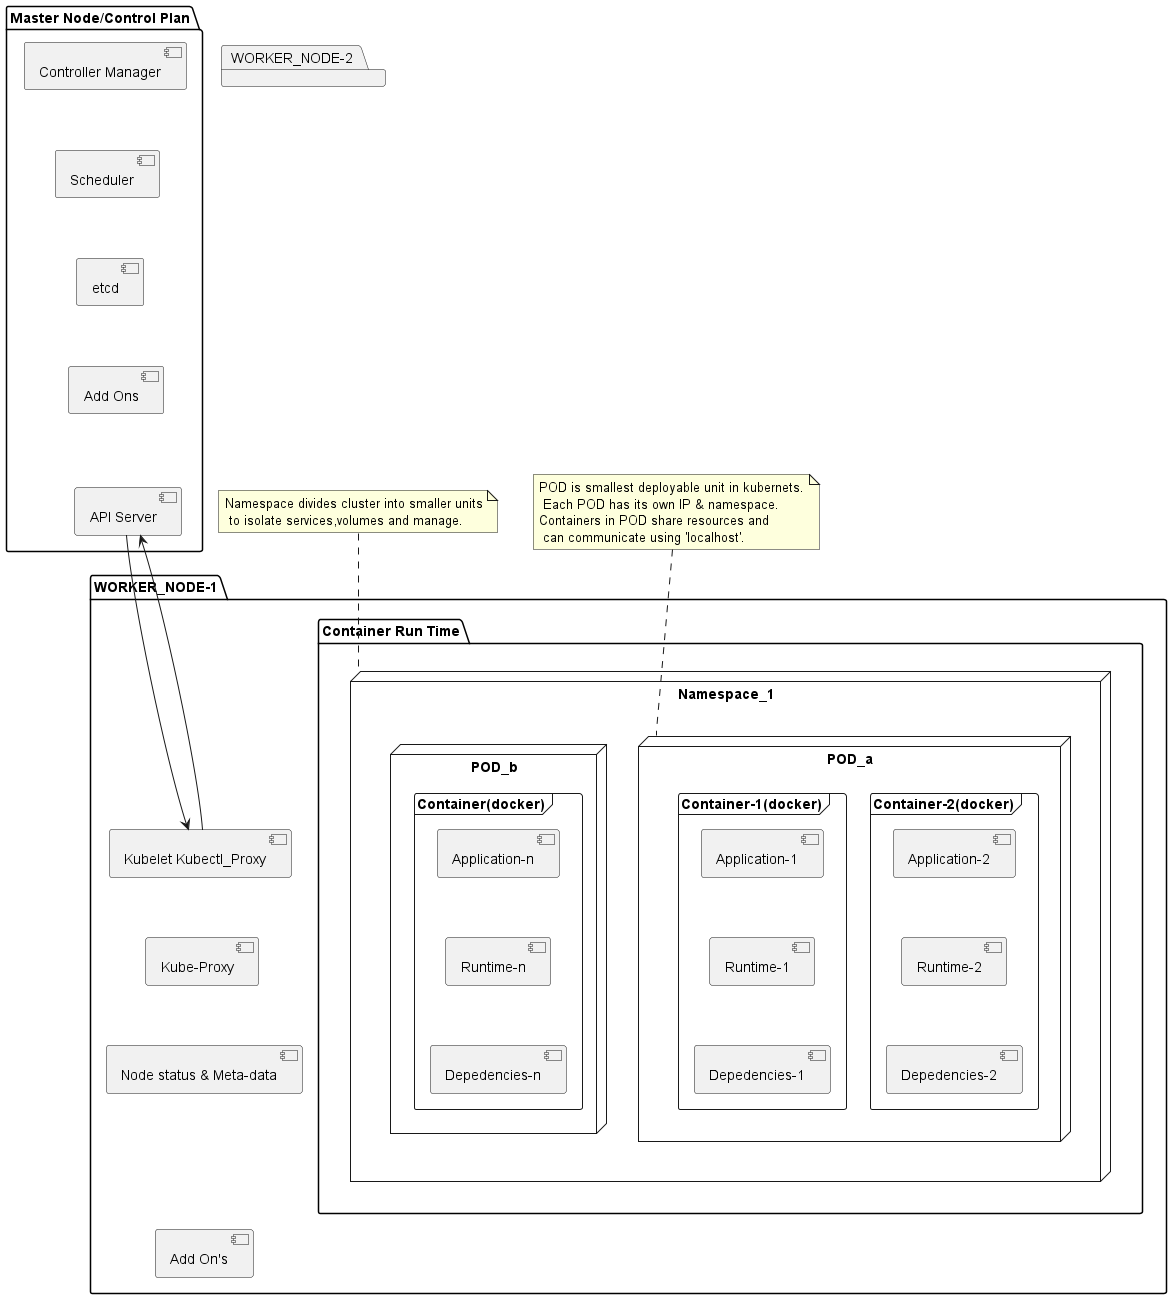 Master Node/Control Plan
Controller Manager
WORKER_NODE-2
Scheduler
etcd
Add Ons
API Server
Namespace divides cluster into smaller units
to isolate services,volumes and manage.
POD is smallest deployable unit in kubernets.
Each POD has its own IP & namespace.
Containers in POD share resources and
can communicate using 'localhost'.
WORKER_NODE-1
Container Run Time
Namespace_1
POD_b
POD_a
Container(docker)
Container-1(docker)
Container-2(docker)
Kubelet Kubectl_Proxy
Application-n
Application-1
Application-2
Kube-Proxy
Runtime-n
Runtime-1
Runtime-2
Node status & Meta-data
Depedencies-n
Depedencies-1
Depedencies-2
Add On's